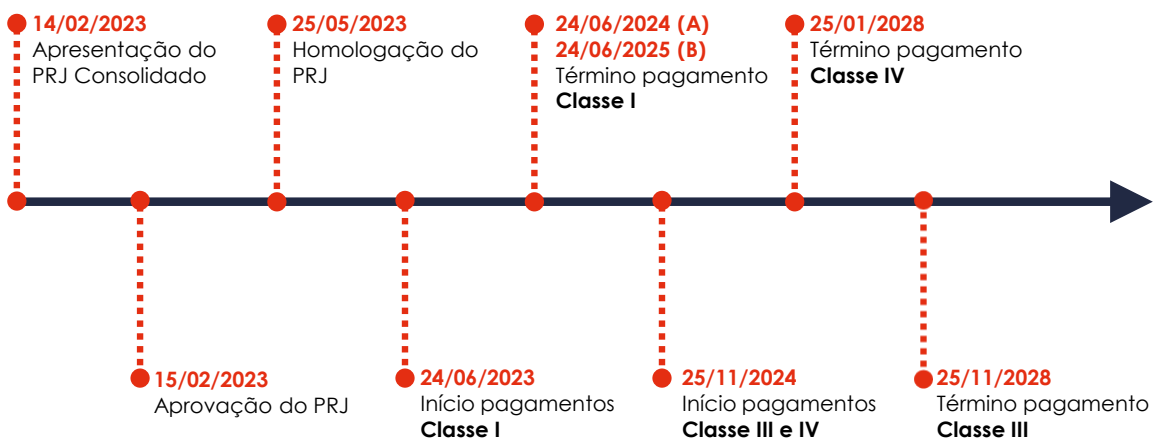 14/02/2023
Apresentação do
PRJ Consolidado
25/05/2023
Homologação do
PRJ
24/06/2024 (A)
24/06/2025 (B)
Término pagamento
Classe I
25/01/2028
Término pagamento
Classe IV
15/02/2023
Aprovação do PRJ
24/06/2023
Início pagamentos
Classe I
25/11/2024
Início pagamentos
Classe III e IV
25/11/2028
Término pagamento
Classe III